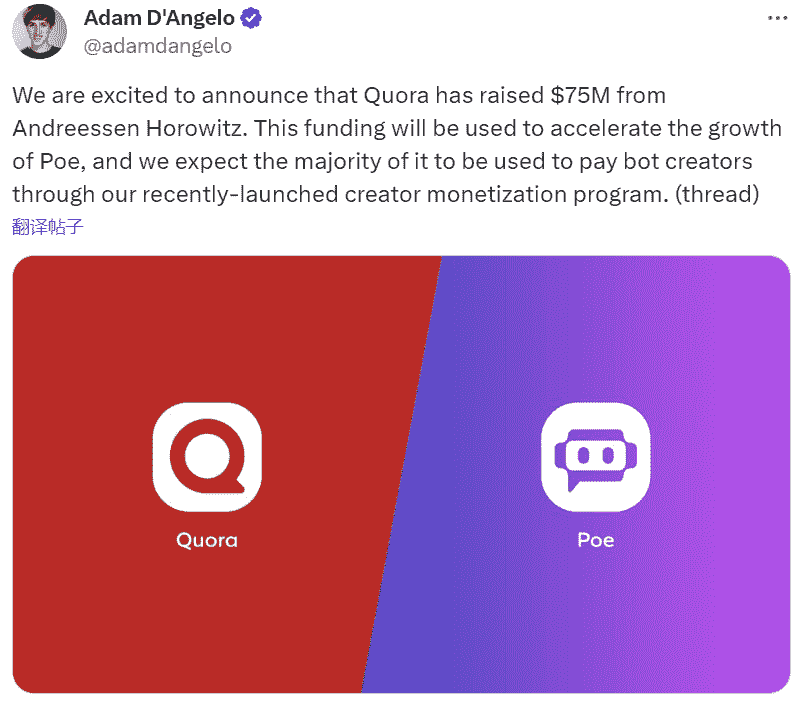 Adam D'Angelo
@adamdangelo
We are excited to announce that Quora has raised $75M from
Andreessen Horowitz. This funding will be used to accelerate the growth
of Poe, and we expect the majority of it to be used to pay bot creators
through our recently-launched creator monetization program. (thread)
翻译帖子
Quora
Poe